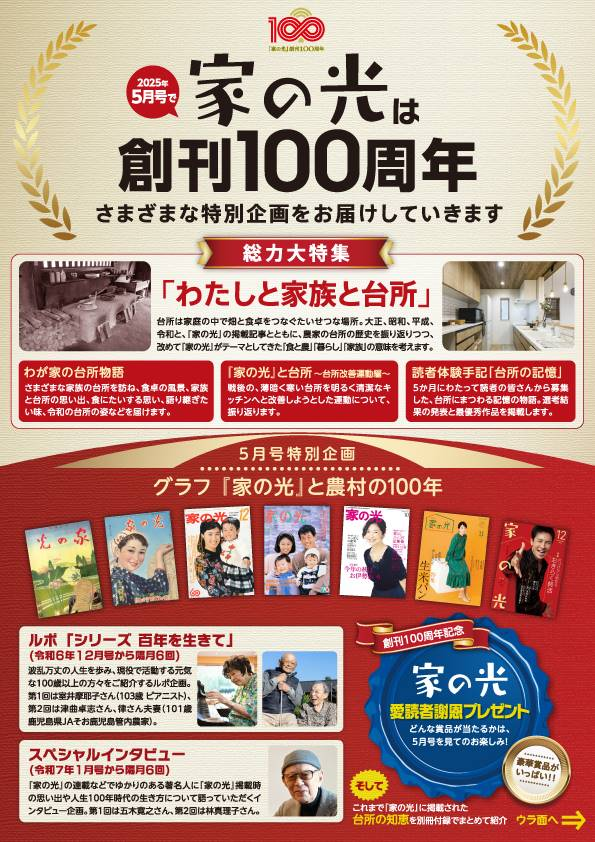 100
『家の光』創刊100周年
2025年
5月号で
家の光は
創刊100周年
さまざまな特別企画をお届けしていきます
総力大特集
「わたしと家族と台所」
台所は家庭の中で畑と食卓をつなぐたいせつな場所。大正、昭和、平成、
令和と、『家の光』の掲載記事とともに、農家の台所の歴史を振り返りつつ、
改めて『家の光』がテーマとしてきた「食と農」「暮らし」「家族」の意味を考えます。
わが家の台所物語
さまざまな家族の台所を訪ね、食卓の風景、家族
と台所の思い出、食にたいする思い、語り継ぎた
い味、令和の台所の姿などを届けます。
『家の光』と台所 ～台所改善運動編～
戦後の、薄暗く寒い台所を明るく清潔なキ
ッチンへと改善しようとした運動について、
振り返ります。
読者体験手記「台所の記憶」
5か月にわたって読者の皆さんから募集
した、台所にまつわる記憶の物語。選考結
果の発表と最優秀作品を掲載します。
5月号特別企画
グラフ『家の光』と農村の100年
光の家
家の光
家の光
12
家の光
家の光
今年の秋は
お伊勢
家の光
生米パン
家の光
12
ルポ「シリーズ 百年を生きて」
(令和6年12月号から隔月6回)
波乱万丈の人生を歩み、現役で活動する元気
な100歳以上の方々をご紹介するルポ企画。
第1回は室井摩耶子さん(103歳 ピアニスト)、
第2回は津曲卓志さん、律さん夫妻(101歳
鹿児島県JAそお鹿児島管内農家)。
スペシャルインタビュー
(令和7年1月号から隔月6回)
『家の光』の連載などでゆかりのある著名人に『家の光』掲載時
の思い出や人生100年時代の生き方について語っていただくイ
ンタビュー企画。第1回は五木寛之さん、第2回は林真理子さん。
創刊100周年記念
家の光
愛読者謝恩プレゼント
どんな賞品が当たるかは、
5月号を見てのお楽しみ!
豪華賞品が
いっぱい!!
そして
これまで『家の光』に掲載された
台所の知恵を別冊付録でまとめて紹介
ウラ面へ